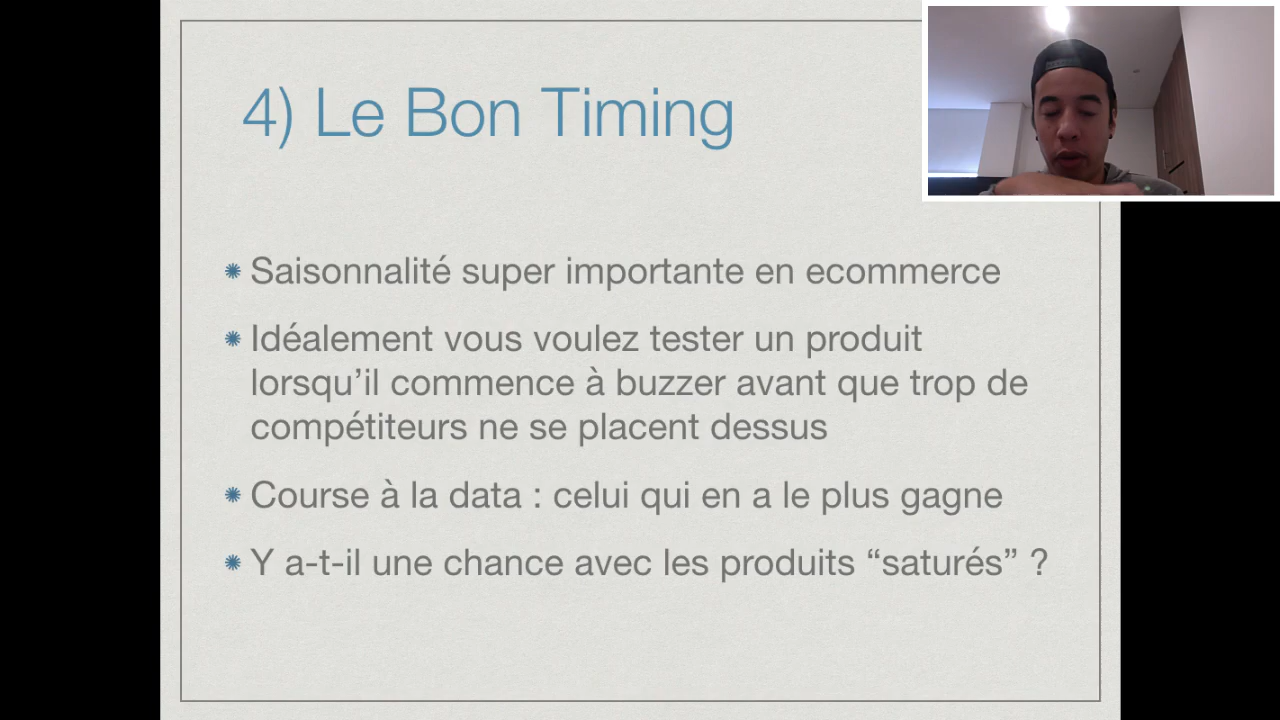 4) Le Bon Timing
Saisonnalité super importante en ecommerce
Idéalement vous voulez tester un produit
lorsqu’il commence à buzzer avant que trop de
compétiteurs ne se placent dessus
Course à la data : celui qui en a le plus gagne
Y a-t-il une chance avec les produits “saturés” ?